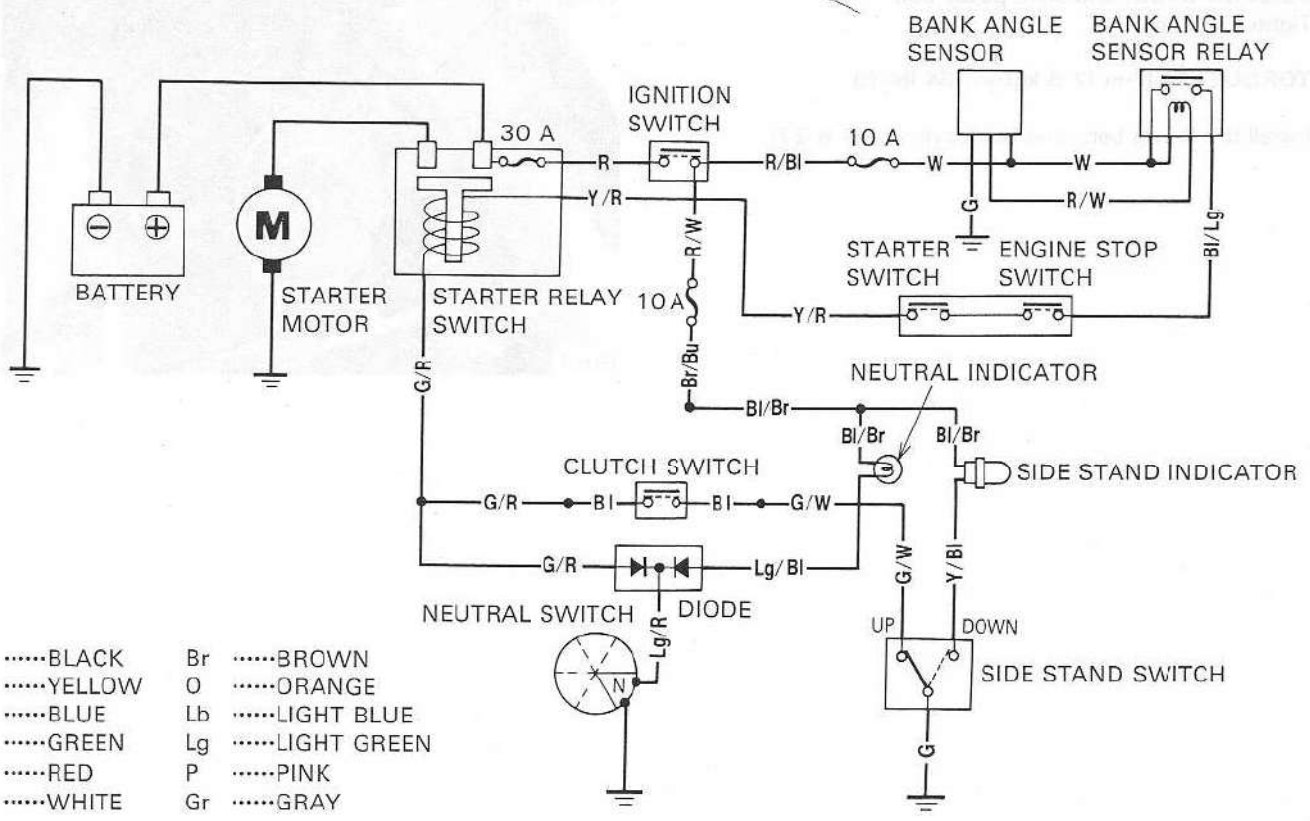 BANK ANGLE SENSOR
BANK ANGLE SENSOR RELAY
IGNITION SWITCH
30 A
R
R/Bl
10 A
W
W
Y/R
R/W
G
R/W
Bl/Lg
STARTER SWITCH
ENGINE STOP SWITCH
M
BATTERY
STARTER MOTOR
STARTER RELAY SWITCH
10 A
Y/R
G/R
Br/Bu
NEUTRAL INDICATOR
Bl/Br
Bl/Br
Bl/Br
CLUTCH SWITCH
SIDE STAND INDICATOR
G/R
Bl
Bl
G/W
G/W
Y/Bl
G/R
Lg/Bl
NEUTRAL SWITCH
DIODE
Lg/R
N
UP
DOWN
SIDE STAND SWITCH
G
······BLACK Br ······BROWN
······YELLOW O ······ORANGE
······BLUE Lb ······LIGHT BLUE
······GREEN Lg ······LIGHT GREEN
······RED P ······PINK
······WHITE Gr ······GRAY